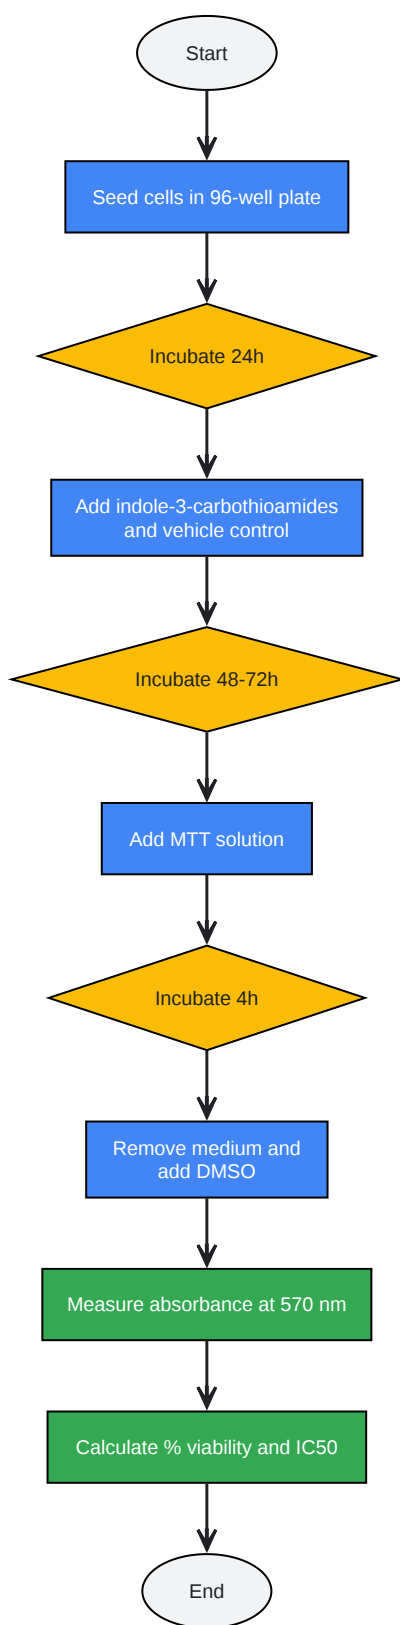 Start
Seed cells in 96-well plate
Incubate 24h
Add indole-3-carbothioamides
and vehicle control
Incubate 48-72h
Add MTT solution
Incubate 4h
Remove medium and
add DMSO
Measure absorbance at 570 nm
Calculate % viability and IC50
End